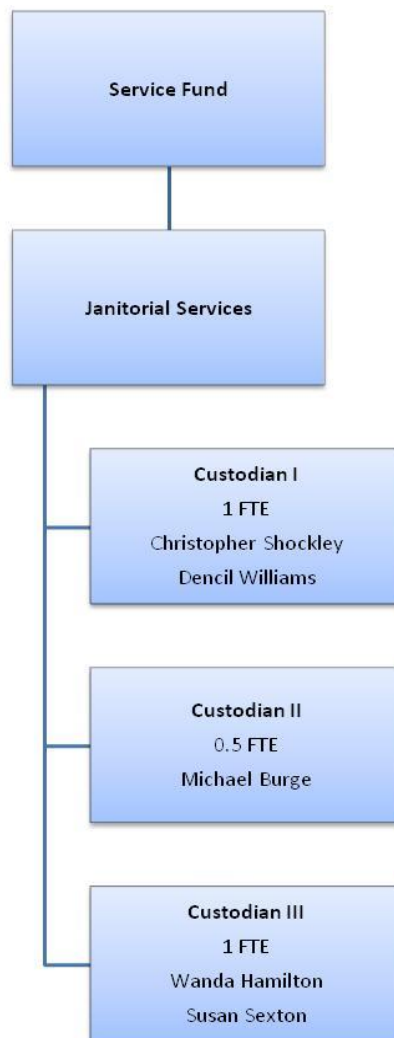 Service Fund
Janitorial Services
Custodian I
1 FTE
Christopher Shockley
Dencil Williams
Custodian II
0.5 FTE
Michael Burge
Custodian III
1 FTE
Wanda Hamilton
Susan Sexton